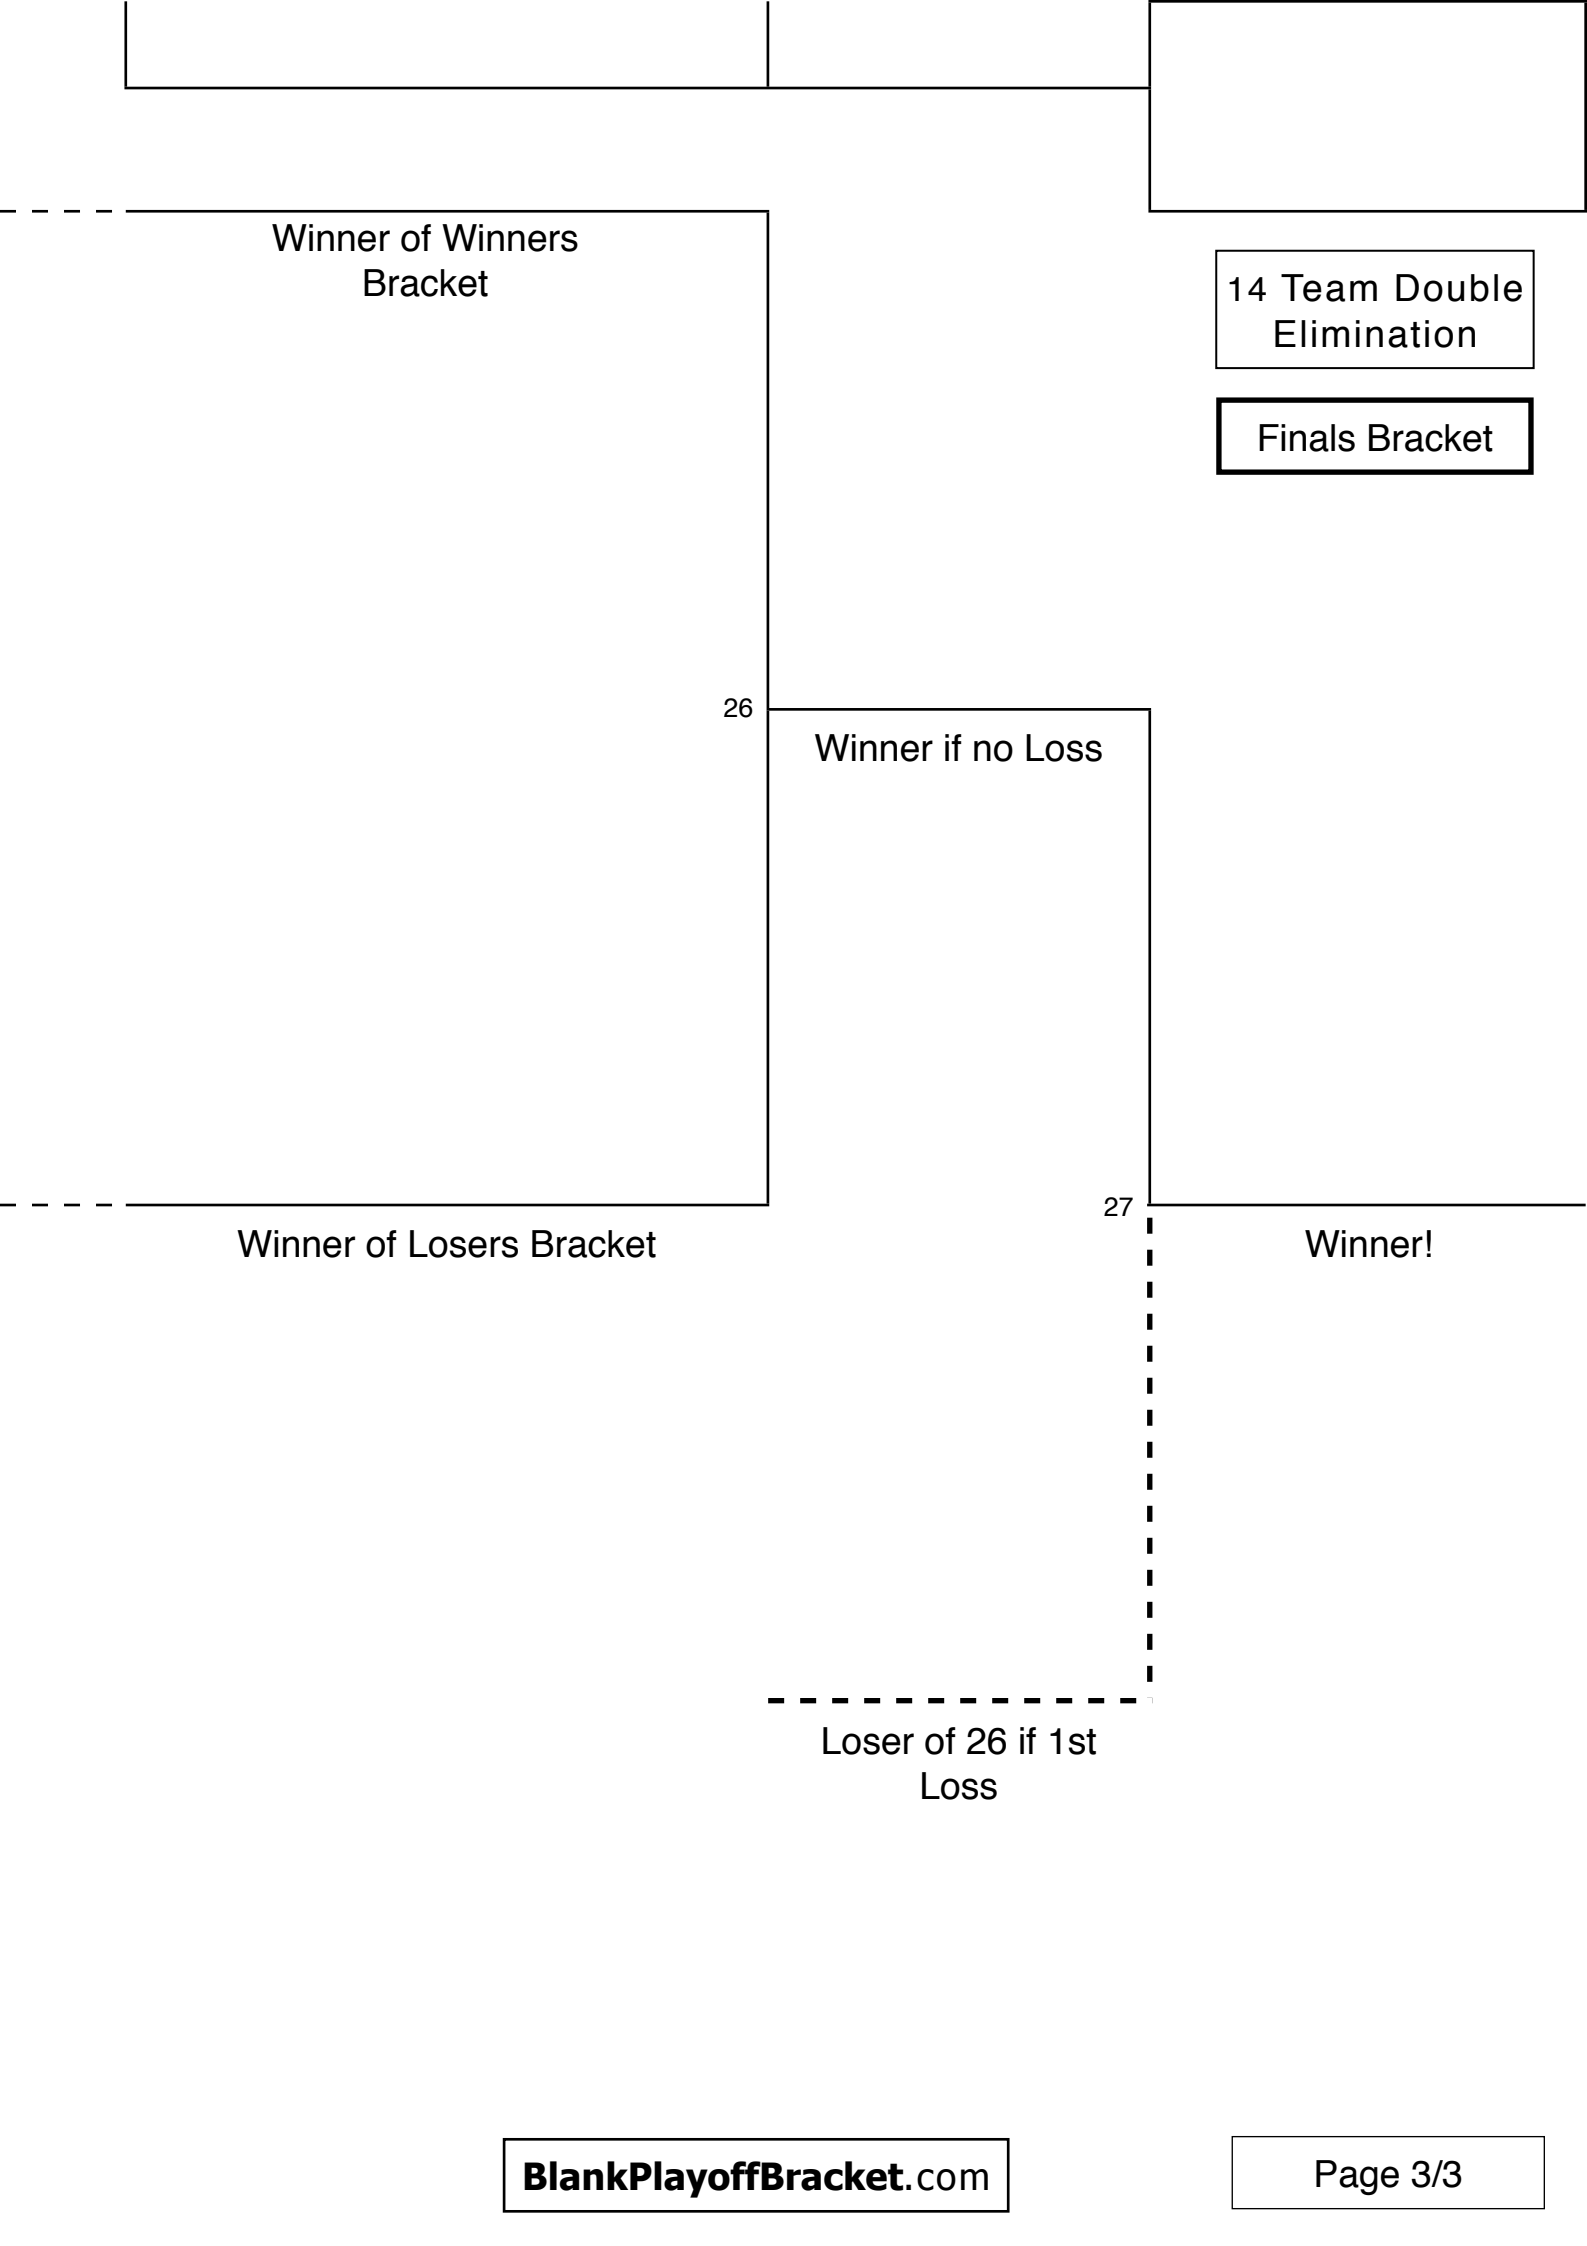 Winner of Winners
Bracket
14 Team Double
Elimination
Finals Bracket
26
Winner if no Loss
27
Winner of Losers Bracket
Winner!
Loser of 26 if 1st
Loss
BlankPlayoffBracket.com
Page 3/3